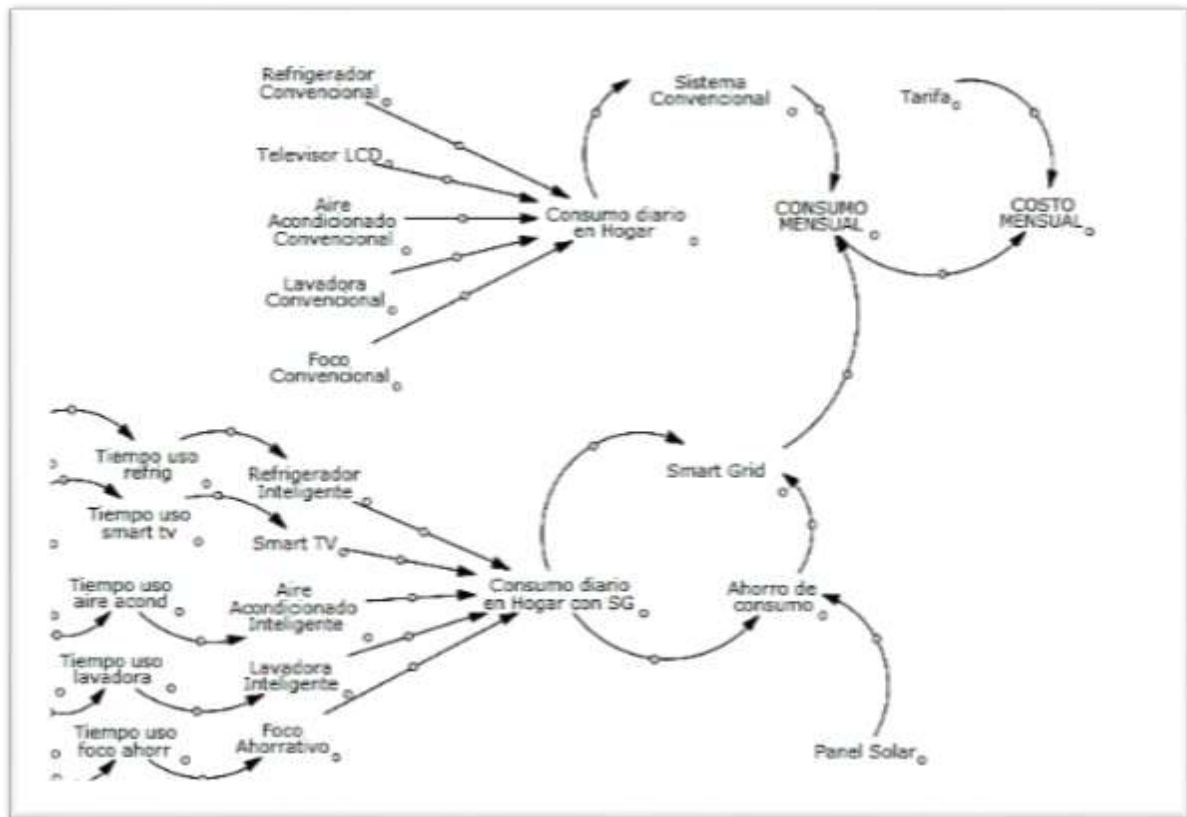 Refrigerador
Convencional
Televisor LCD
Aire
Acondicionado
Convencional
Lavadora
Convencional
Foco
Convencional
Consumo diario
en Hogar
Sistema
Convencional
Tarifa
CONSUMO
MENSUAL
COSTO
MENSUAL
Tiempo uso
refrig
Tiempo uso
smart tv
Tiempo uso
aire acond
Tiempo uso
lavadora
Tiempo uso
foco ahorr
Refrigerador
Inteligente
Smart TV
Aire
Acondicionado
Inteligente
Lavadora
Inteligente
Foco
Ahorrativo
Consumo diario
en Hogar con SG
Smart Grid
Ahorro de
consumo
Panel Solar